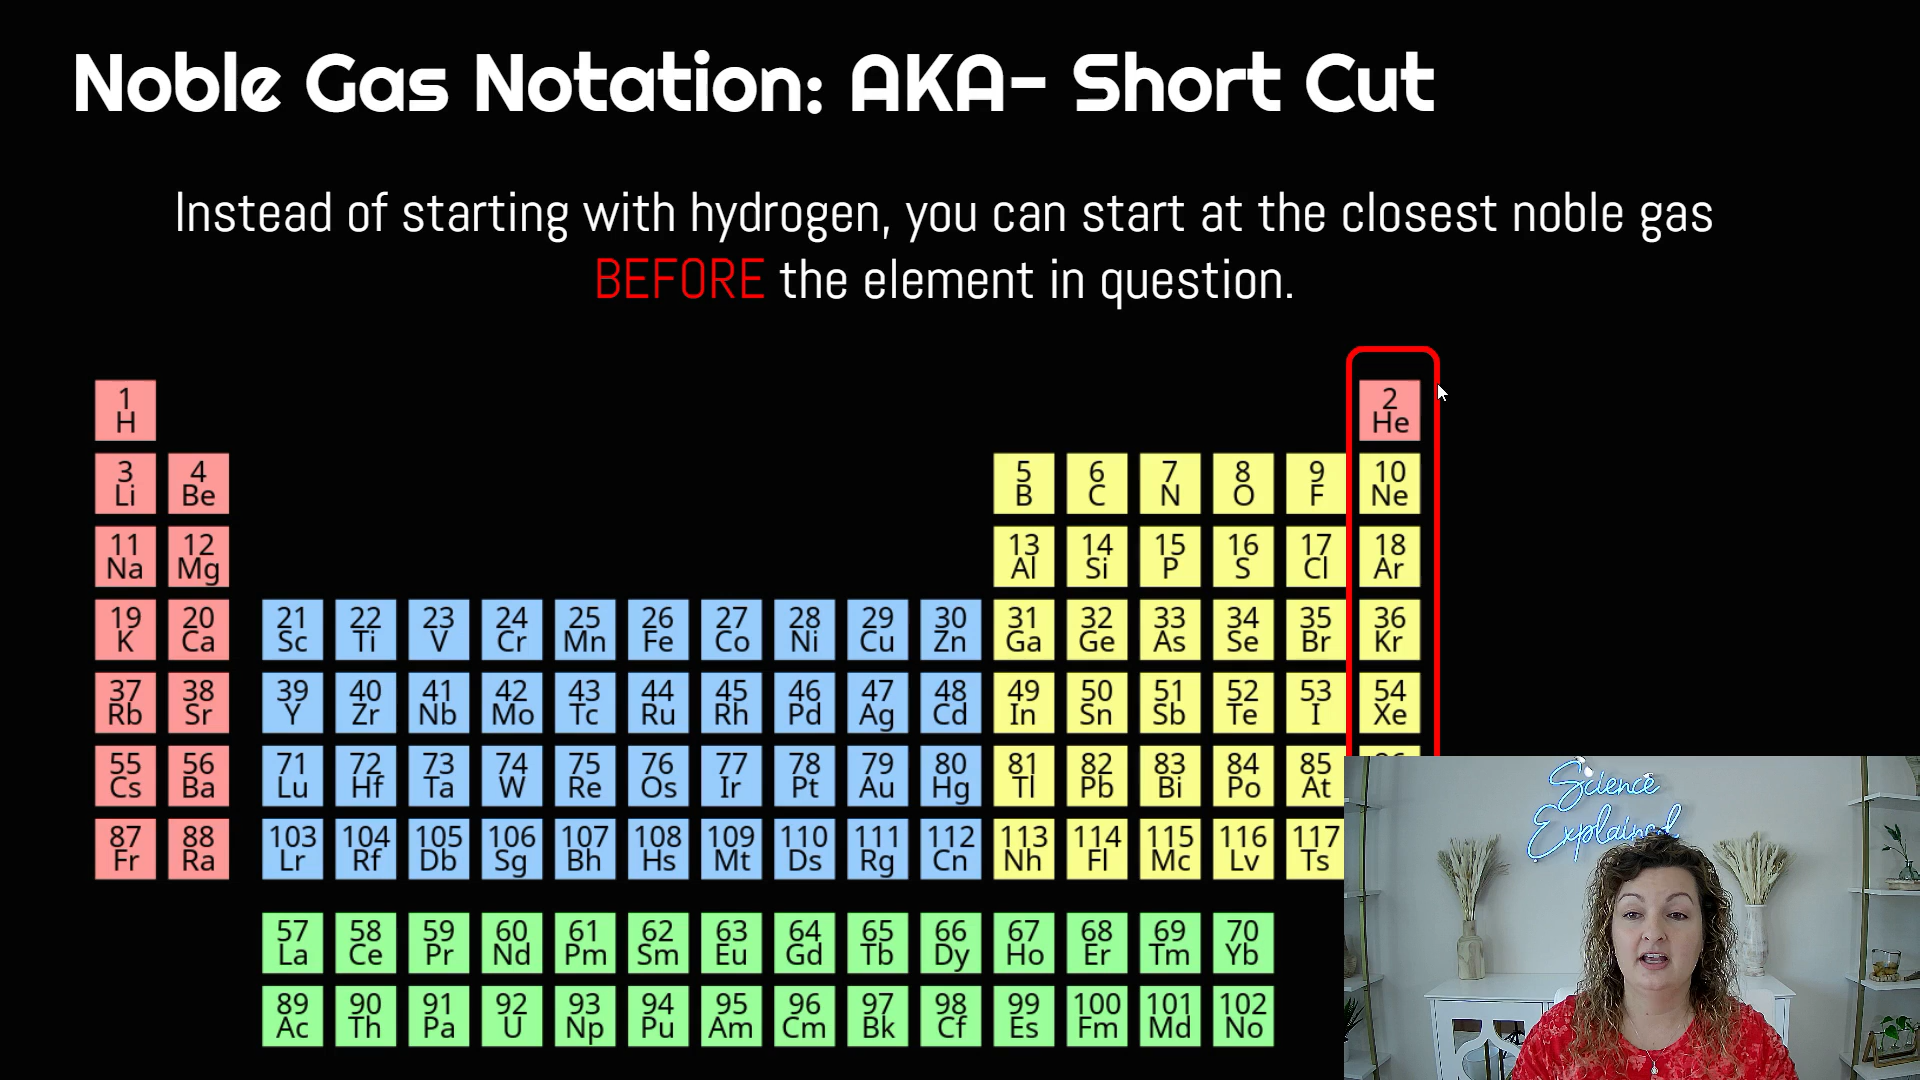 Noble Gas Notation: AKA- Short Cut
Instead of starting with hydrogen, you can start at the closest noble gas
BEFORE the element in question.
1 2
H He
3 4 5 6 7 8 9 10
Li Be B C N O F Ne
11 12 13 14 15 16 17 18
Na Mg Al Si P S Cl Ar
19 20 21 22 23 24 25 26 27 28 29 30 31 32 33 34 35 36
K Ca Sc Ti V Cr Mn Fe Co Ni Cu Zn Ga Ge As Se Br Kr
37 38 39 40 41 42 43 44 45 46 47 48 49 50 51 52 53 54
Rb Sr Y Zr Nb Mo Tc Ru Rh Pd Ag Cd In Sn Sb Te I Xe
55 56 71 72 73 74 75 76 77 78 79 80 81 82 83 84 85
Cs Ba Lu Hf Ta W Re Os Ir Pt Au Hg Tl Pb Bi Po At
87 88 103 104 105 106 107 108 109 110 111 112 113 114 115 116 117
Fr Ra Lr Rf Db Sg Bh Hs Mt Ds Rg Cn Nh Fl Mc Lv Ts
57 58 59 60 61 62 63 64 65 66 67 68 69 70
La Ce Pr Nd Pm Sm Eu Gd Tb Dy Ho Er Tm Yb
89 90 91 92 93 94 95 96 97 98 99 100 101 102
Ac Th Pa U Np Pu Am Cm Bk Cf Es Fm Md No
Science
Explained